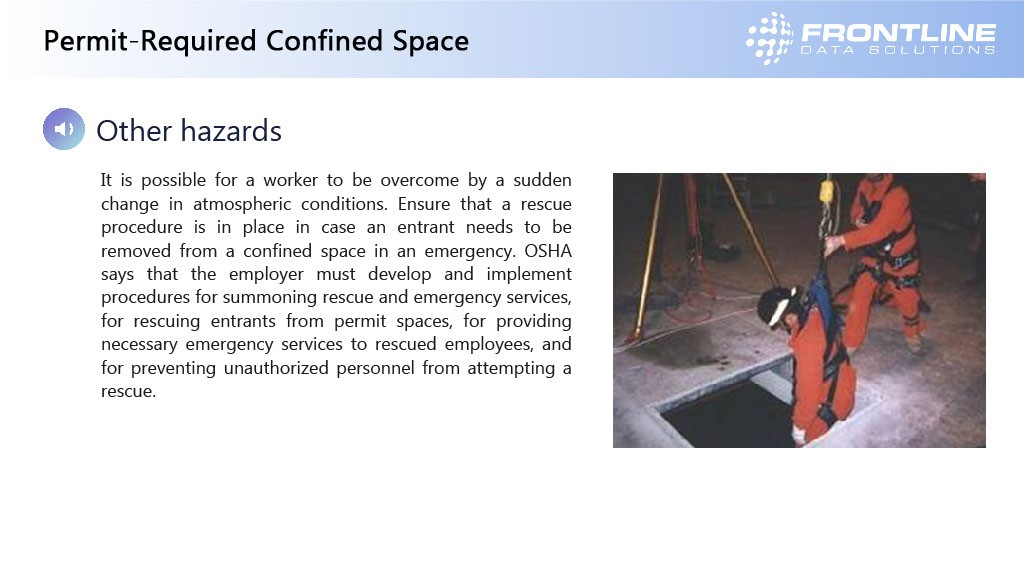 Permit-Required Confined Space
FRONTLINE
DATA SOLUTIONS
Other hazards
It is possible for a worker to be overcome by a sudden
change in atmospheric conditions. Ensure that a rescue
procedure is in place in case an entrant needs to be
removed from a confined space in an emergency. OSHA
says that the employer must develop and implement
procedures for summoning rescue and emergency services,
for rescuing entrants from permit spaces, for providing
necessary emergency services to rescued employees, and
for preventing unauthorized personnel from attempting a
rescue.